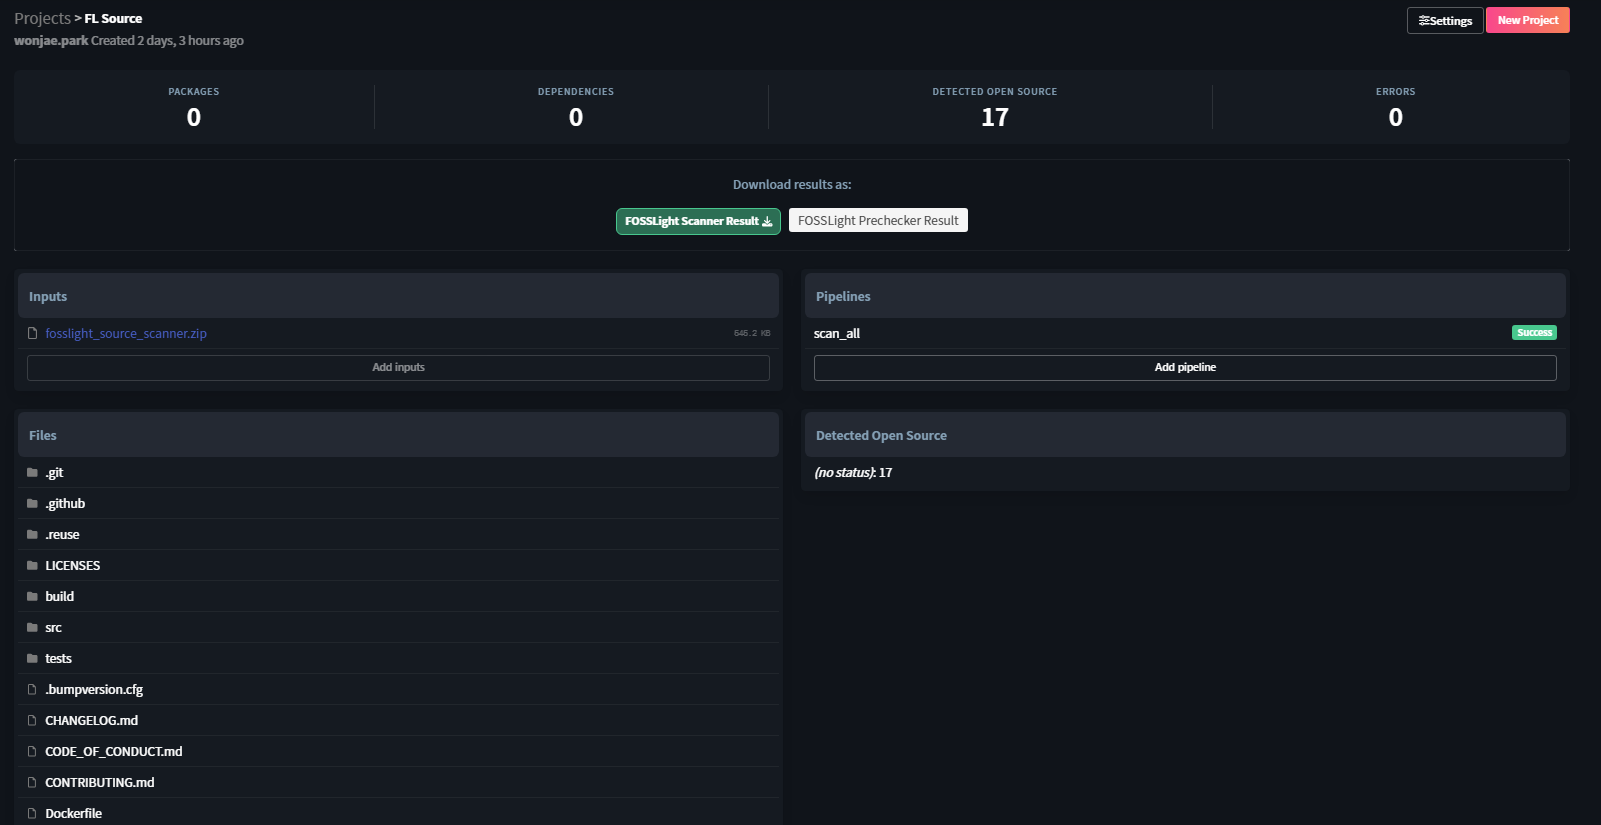 Projects > FL Source
wonjae.park Created 2 days, 3 hours ago
Settings
New Project
PACKAGES
0
DEPENDENCIES
0
DETECTED OPEN SOURCE
17
ERRORS
0
Download results as:
FOSSLight Scanner Result
FOSSLight Prechecker Result
Inputs
fosslight_source_scanner.zip
546.2 KB
Add inputs
Pipelines
scan_all
Success
Add pipeline
Files
.git
.github
.reuse
LICENSES
build
src
tests
.bumpversion.cfg
CHANGELOG.md
CODE_OF_CONDUCT.md
CONTRIBUTING.md
Dockerfile
Detected Open Source
(no status): 17